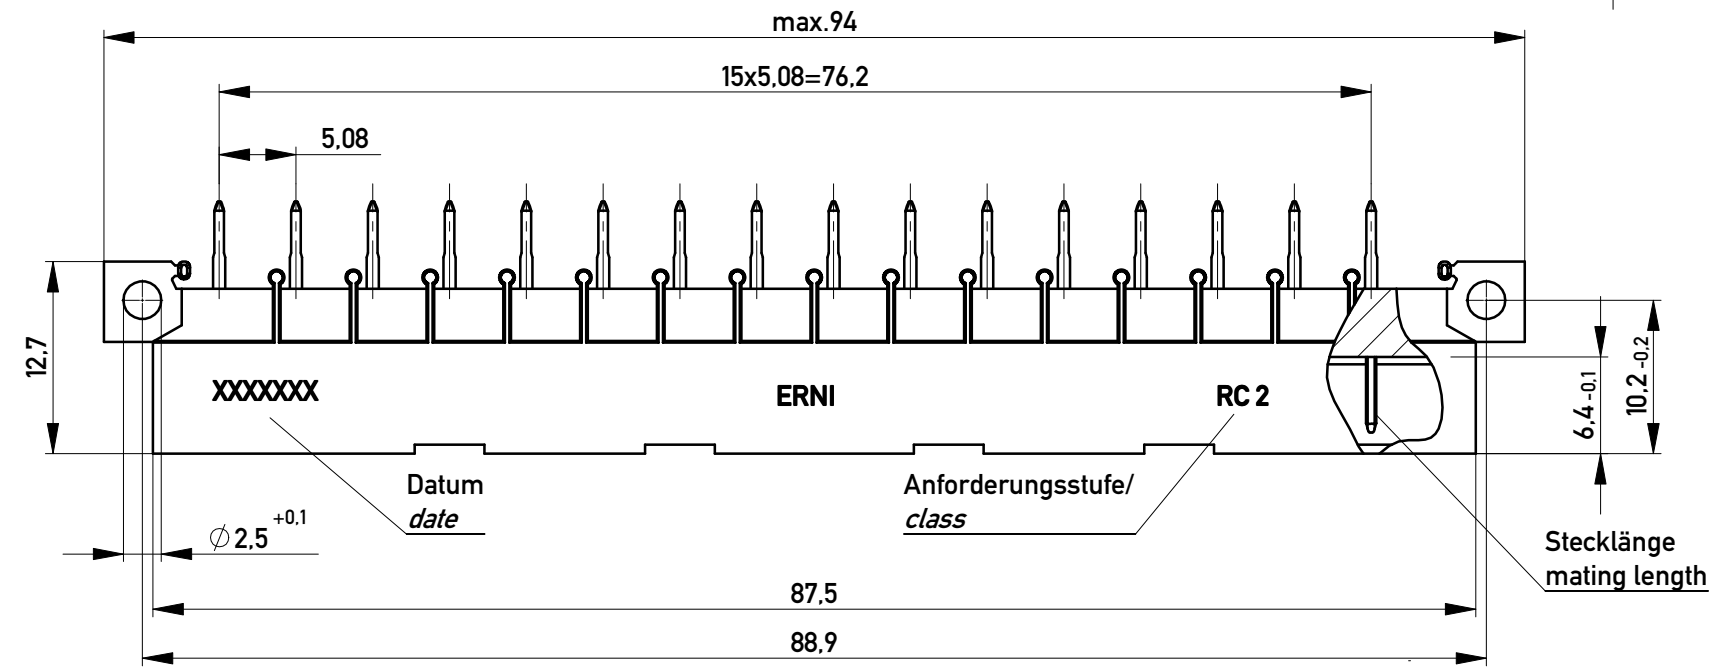 max.94
15x5,08=76,2
5,08
12,7
XXXXXXX
ERNI
RC 2
6,4 -0,1
10,2 -0,2
Datum
date
Anforderungsstufe/
class
⌀ 2,5 +0,1
Stecklänge
mating length
87,5
88,9